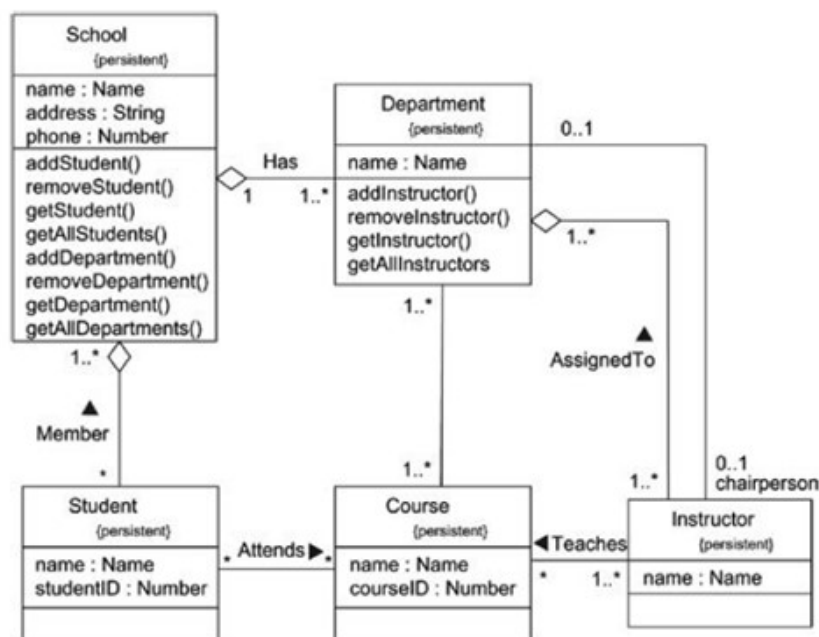 School
{persistent}
name : Name
address : String
phone : Number
addStudent()
removeStudent()
getStudent()
getAllStudents()
addDepartment()
removeDepartment()
getDepartment()
getAllDepartments()
Has
1
1..*
Department
{persistent}
name : Name
addInstructor()
removeInstructor()
getInstructor()
getAllInstructors
0..1
1..*
1..*
1..*
Member
*
AssignedTo
1..*
1..*
0..1
chairperson
Student
{persistent}
name : Name
studentID : Number
* Attends▶ *
Course
{persistent}
name : Name
courseID : Number
◀Teaches
* 1..*
Instructor
{persistent}
name : Name